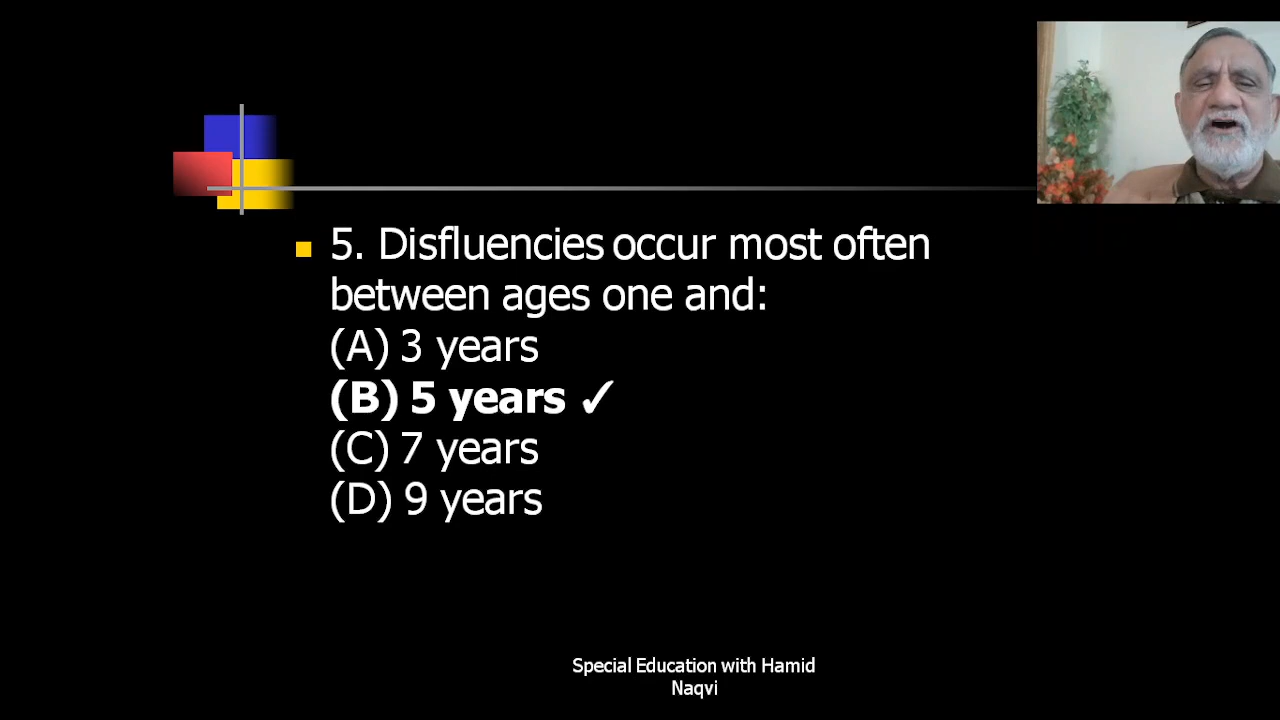 5. Disfluencies occur most often
between ages one and:
(A) 3 years
(B) 5 years ✓
(C) 7 years
(D) 9 years
Special Education with Hamid
Naqvi